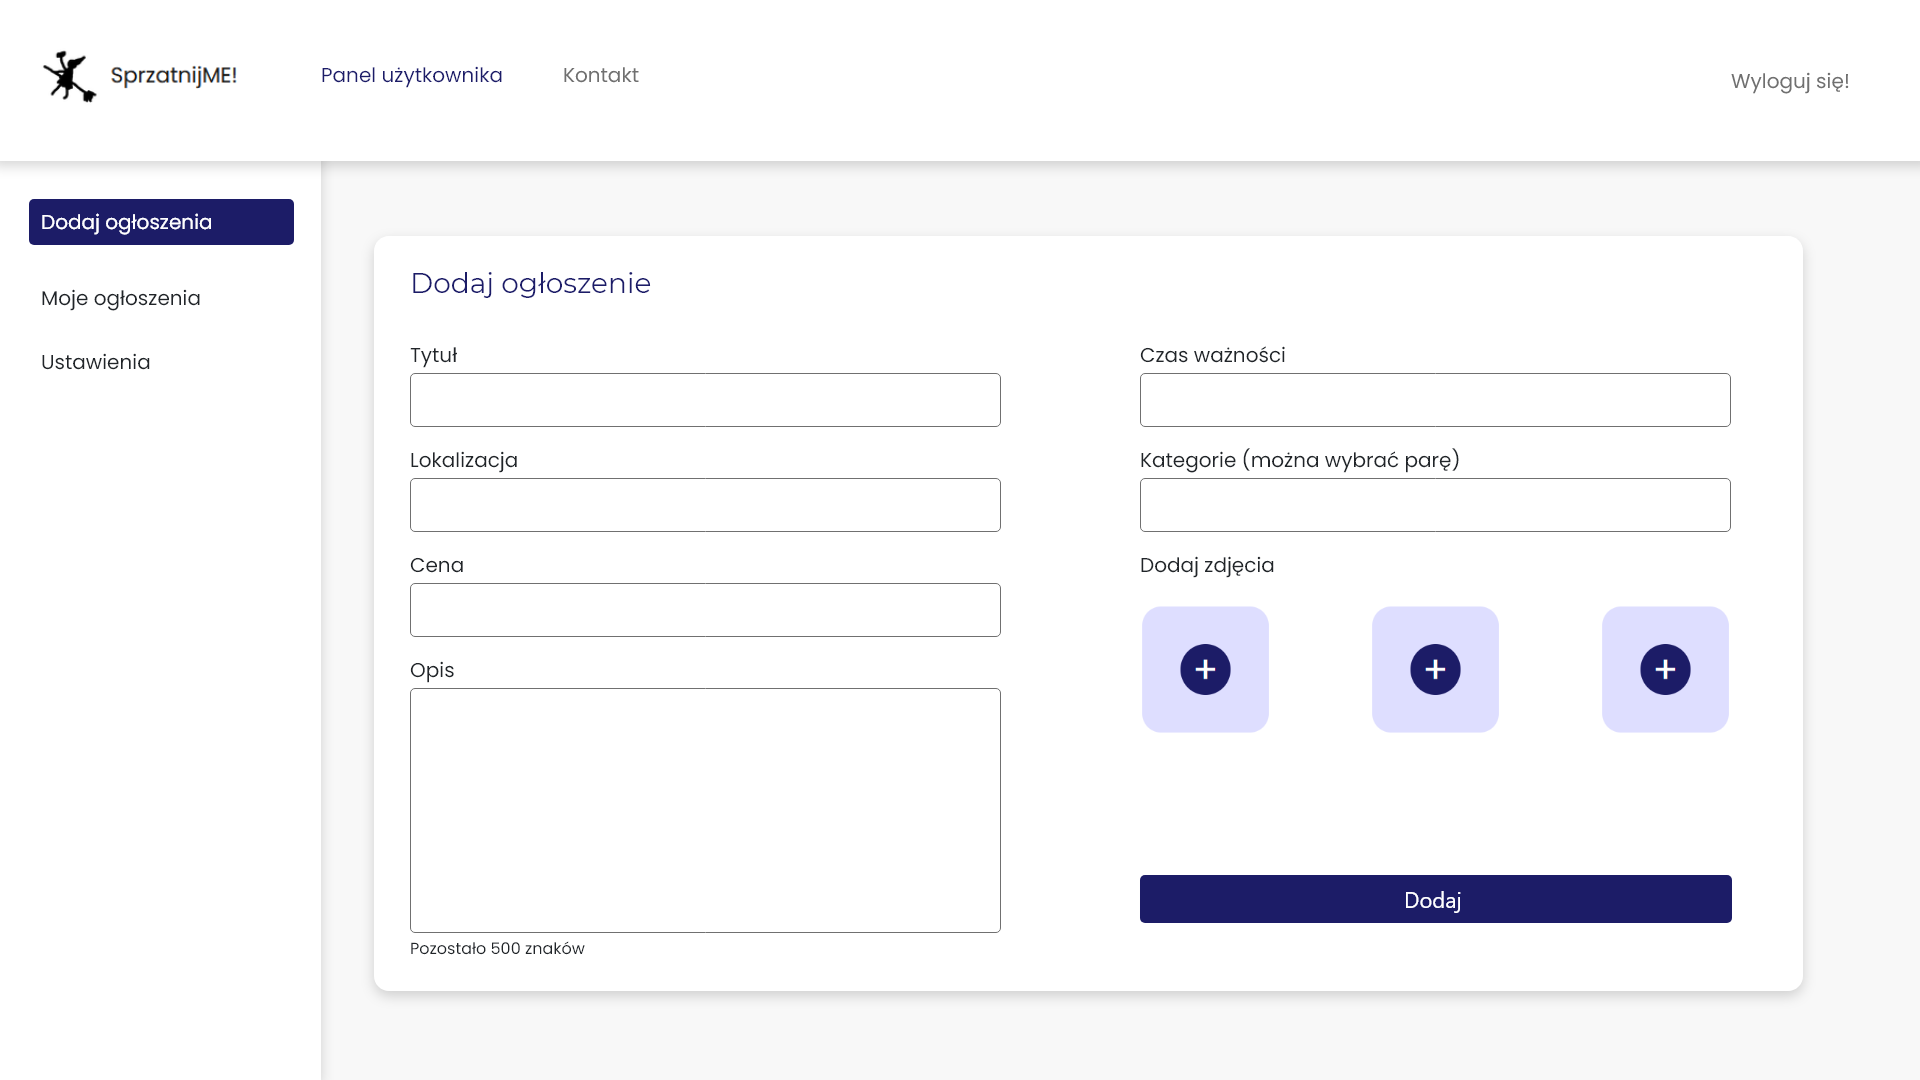 SprzatnijME!
Panel użytkownika
Kontakt
Wyloguj się!
Dodaj ogłoszenia
Moje ogłoszenia
Ustawienia
Dodaj ogłoszenie
Tytuł
Lokalizacja
Cena
Opis
Pozostało 500 znaków
Czas ważności
Kategorie (można wybrać parę)
Dodaj zdjęcia
Dodaj